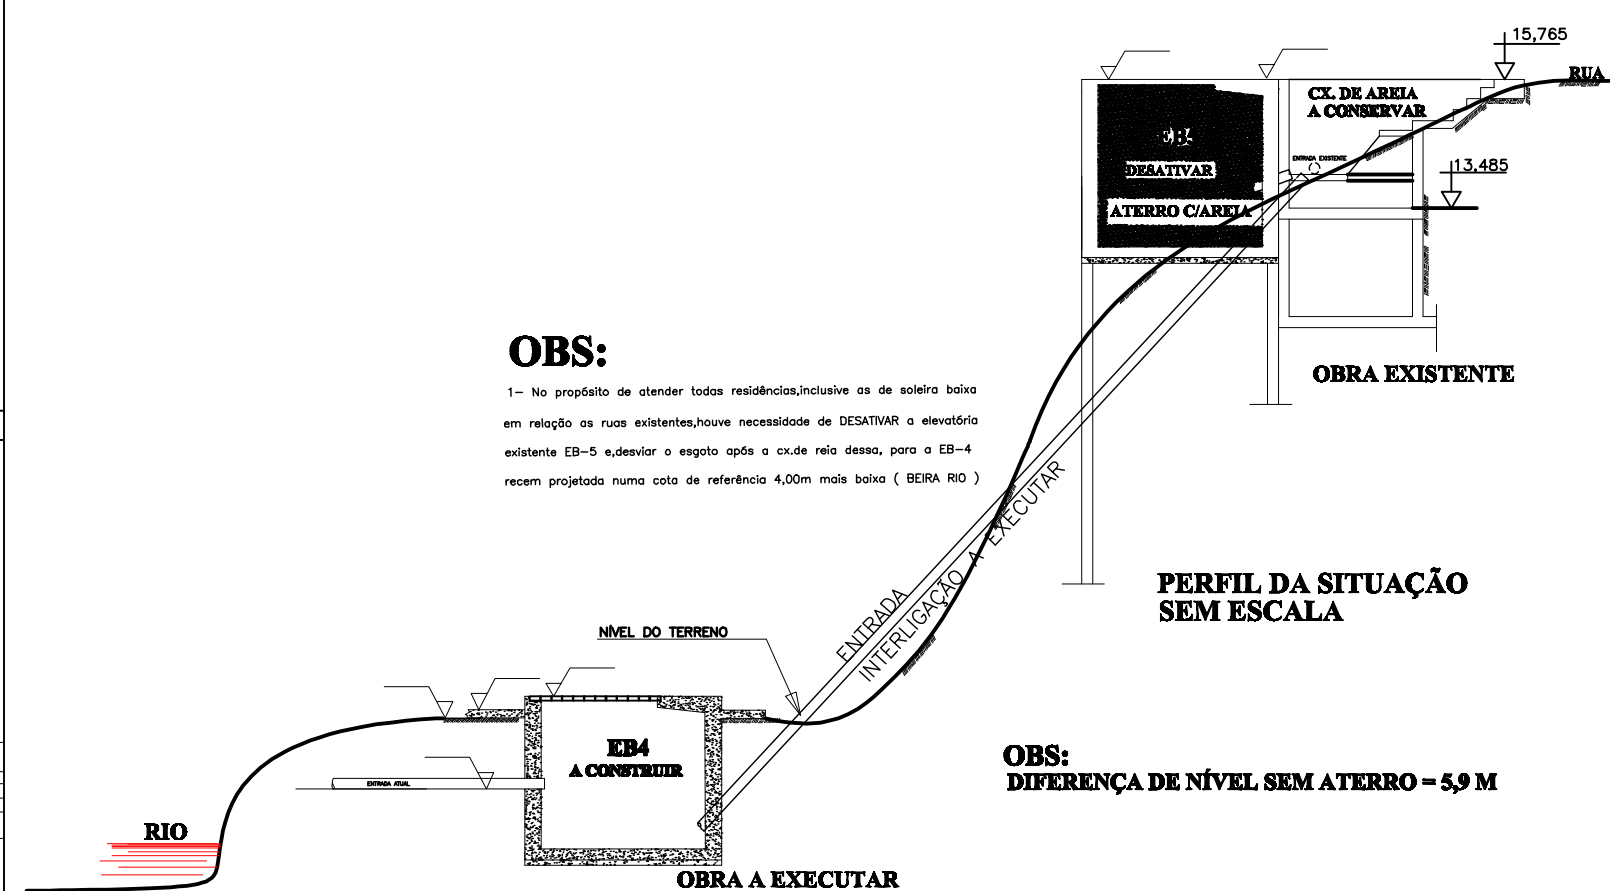 15,765
RUA
CX. DE AREIA
A CONSERVAR
EB5
DESATIVAR
ENTRADA EXISTENTE
13,485
ATERRO C/AREIA
OBS:
1- No propósito de atender todas residências,inclusive as de soleira baixa
em relação as ruas existentes,houve necessidade de DESATIVAR a elevatória
existente EB-5 e,desviar o esgoto após a cx.de reia dessa, para a EB-4
recem projetada numa cota de referência 4,00m mais baixa ( BEIRA RIO )
OBRA EXISTENTE
PERFIL DA SITUAÇÃO
SEM ESCALA
ENTRADA
INTERLIGAÇÃO A EXECUTAR
NÍVEL DO TERRENO
EB4
A CONSTRUIR
ENTRADA ATUAL
OBS:
DIFERENÇA DE NÍVEL SEM ATERRO = 5,9 M
RIO
OBRA A EXECUTAR